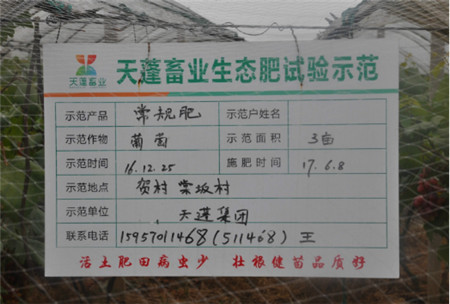 天蓬畜业
天蓬畜业生态肥试验示范
示范产品 常规肥 示范户姓名
示范作物 葡萄 示范面积 3亩
示范时间 16.12.25 施肥时间 17.6.8
示范地点 贺村 棠坂村
示范单位 天蓬集团
联系电话 15957011468(511468) 王
活土肥田病虫少 壮根健苗品质好